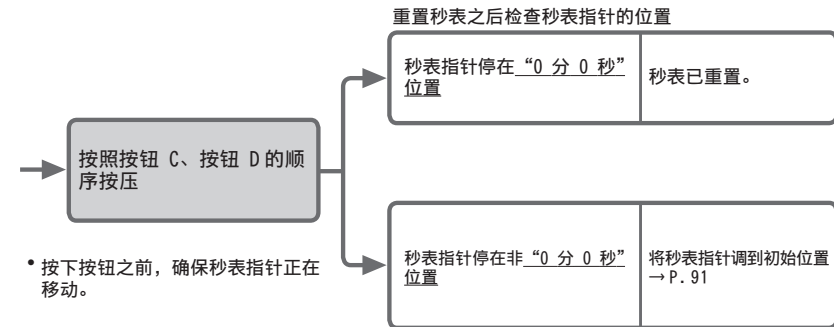 重置秒表之后检查秒表指针的位置
秒表指针停在“0 分 0 秒”
位置
秒表已重置。
按照按钮 C、按钮 D 的顺
序按压
• 按下按钮之前，确保秒表指针正在
移动。
秒表指针停在非“0 分 0 秒”
位置
将秒表指针调到初始位置
→ P. 91